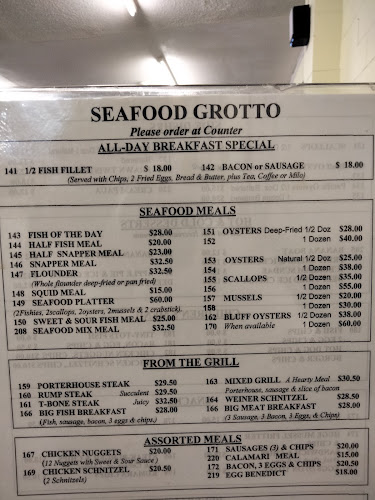 SEAFOOD GROTTO
Please order at Counter
ALL-DAY BREAKFAST SPECIAL
141 1/2 FISH FILLET $ 18.00 142 BACON or SAUSAGE $ 18.00
(Served with Chips, 2 Fried Eggs, Bread & Butter, plus Tea, Coffee or Milo)
SEAFOOD MEALS
143 FISH OF THE DAY $28.00
144 HALF FISH MEAL $20.00
145 HALF SNAPPER MEAL $23.00
146 SNAPPER MEAL $32.50
147 FLOUNDER $32.50
(Whole flounder deep-fried or pan fried)
148 SQUID MEAL $15.00
149 SEAFOOD PLATTER $60.00
(2Fishies, 2scallops, 2oysters, 2mussels & 2 crabstick)
150 SWEET & SOUR FISH MEAL $25.00
208 SEAFOOD MIX MEAL $32.50
151 OYSTERS Deep-Fried 1/2 Doz $28.00
152 1 Dozen $40.00
153 OYSTERS Natural 1/2 Doz $25.00
154 1 Dozen $38.00
155 SCALLOPS 1/2 Dozen $35.00
156 1 Dozen $55.00
157 MUSSELS 1/2 Dozen $20.00
158 1 Dozen $30.00
162 BLUFF OYSTERS 1/2 Dozen $38.00
170 When available 1 Dozen $60.00
FROM THE GRILL
159 PORTERHOUSE STEAK $29.50
160 RUMP STEAK Succulent $29.50
161 T-BONE STEAK Juicy $32.50
166 BIG FISH BREAKFAST $28.00
(Fish, sausage, bacon, 3 eggs & chips,)
163 MIXED GRILL A Hearty Meal $30.50
Porterhouse, sausage & slice of bacon
164 WEINER SCHNITZEL $28.50
166 BIG MEAT BREAKFAST $28.00
(3 Sausage, 3 Bacon, 3 Eggs, & Chips)
ASSORTED MEALS
167 CHICKEN NUGGETS $20.00
(12 Nuggets with Sweet & Sour Sauce)
169 CHICKEN SCHNITZEL $20.50
(2 Schnitzels)
171 SAUSAGES (3) & CHIPS $20.00
220 CALAMARI MEAL $15.00
172 BACON, 3 EGGS & CHIPS $20.50
219 EGG BENEDICT $18.00